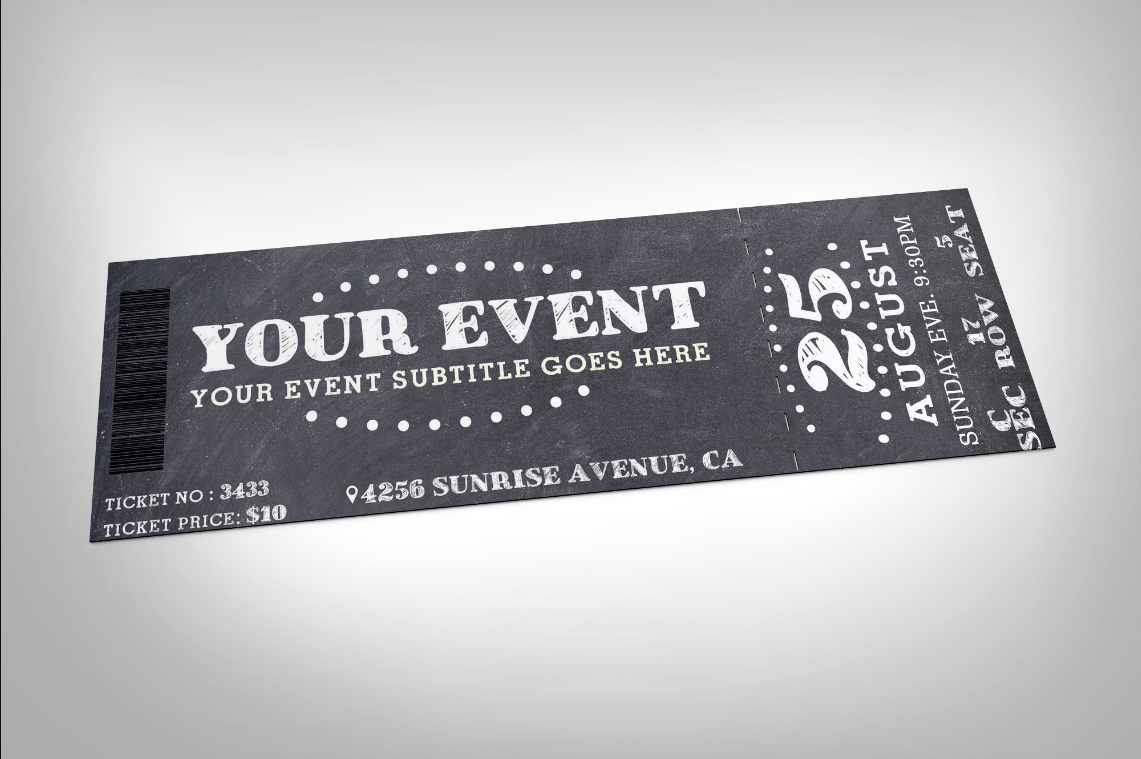 YOUR EVENT
YOUR EVENT SUBTITLE GOES HERE
4256 SUNRISE AVENUE, CA
TICKET NO : 3433
TICKET PRICE: $10
25
AUGUST
SUNDAY EVE. 9:30PM
C 17 5
SEC ROW SEAT